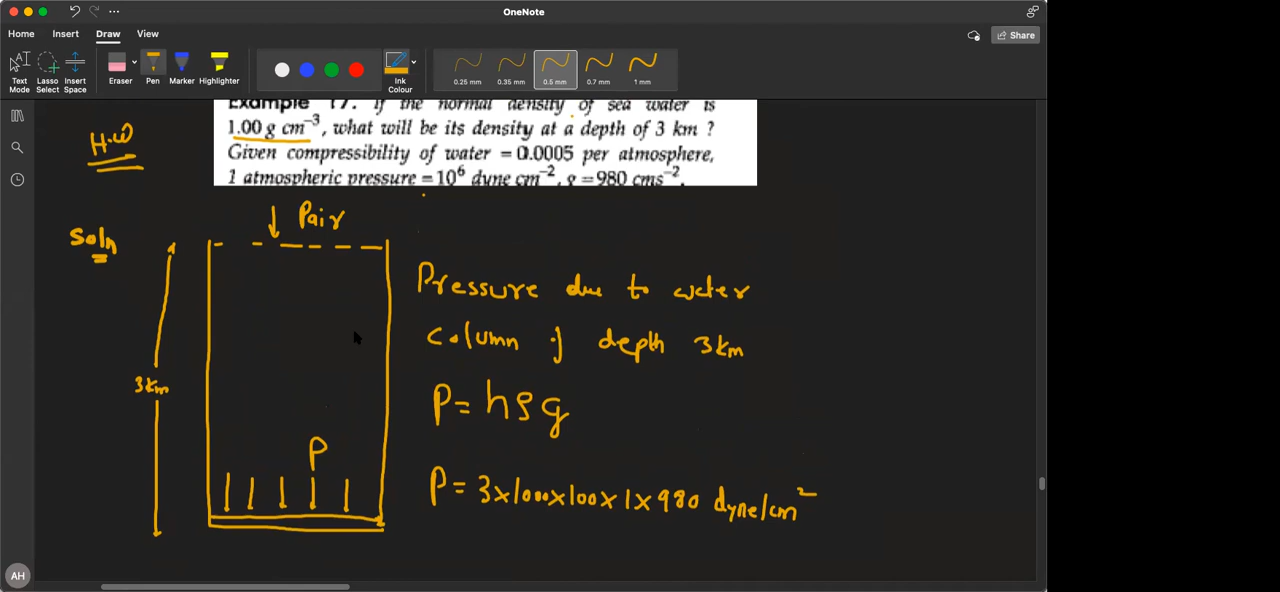 OneNote
Home Insert Draw View
Share
Text Mode
Lasso Select
Insert Space
Eraser
Pen
Marker
Highlighter
Ink Colour
0.25 mm
0.35 mm
0.5 mm
0.7 mm
1 mm
H.W
Example 17. If the normal density of sea water is
1.00 g cm⁻³, what will be its density at a depth of 3 km ?
Given compressibility of water = 0.0005 per atmosphere,
1 atmospheric pressure = 10⁶ dyne cm⁻², g = 980 cms⁻².
Soln
↓ Pair
3km
P
Pressure due to water
column of depth 3km
P = hρg
P = 3×1000×100×1×980 dyne/cm²
AH